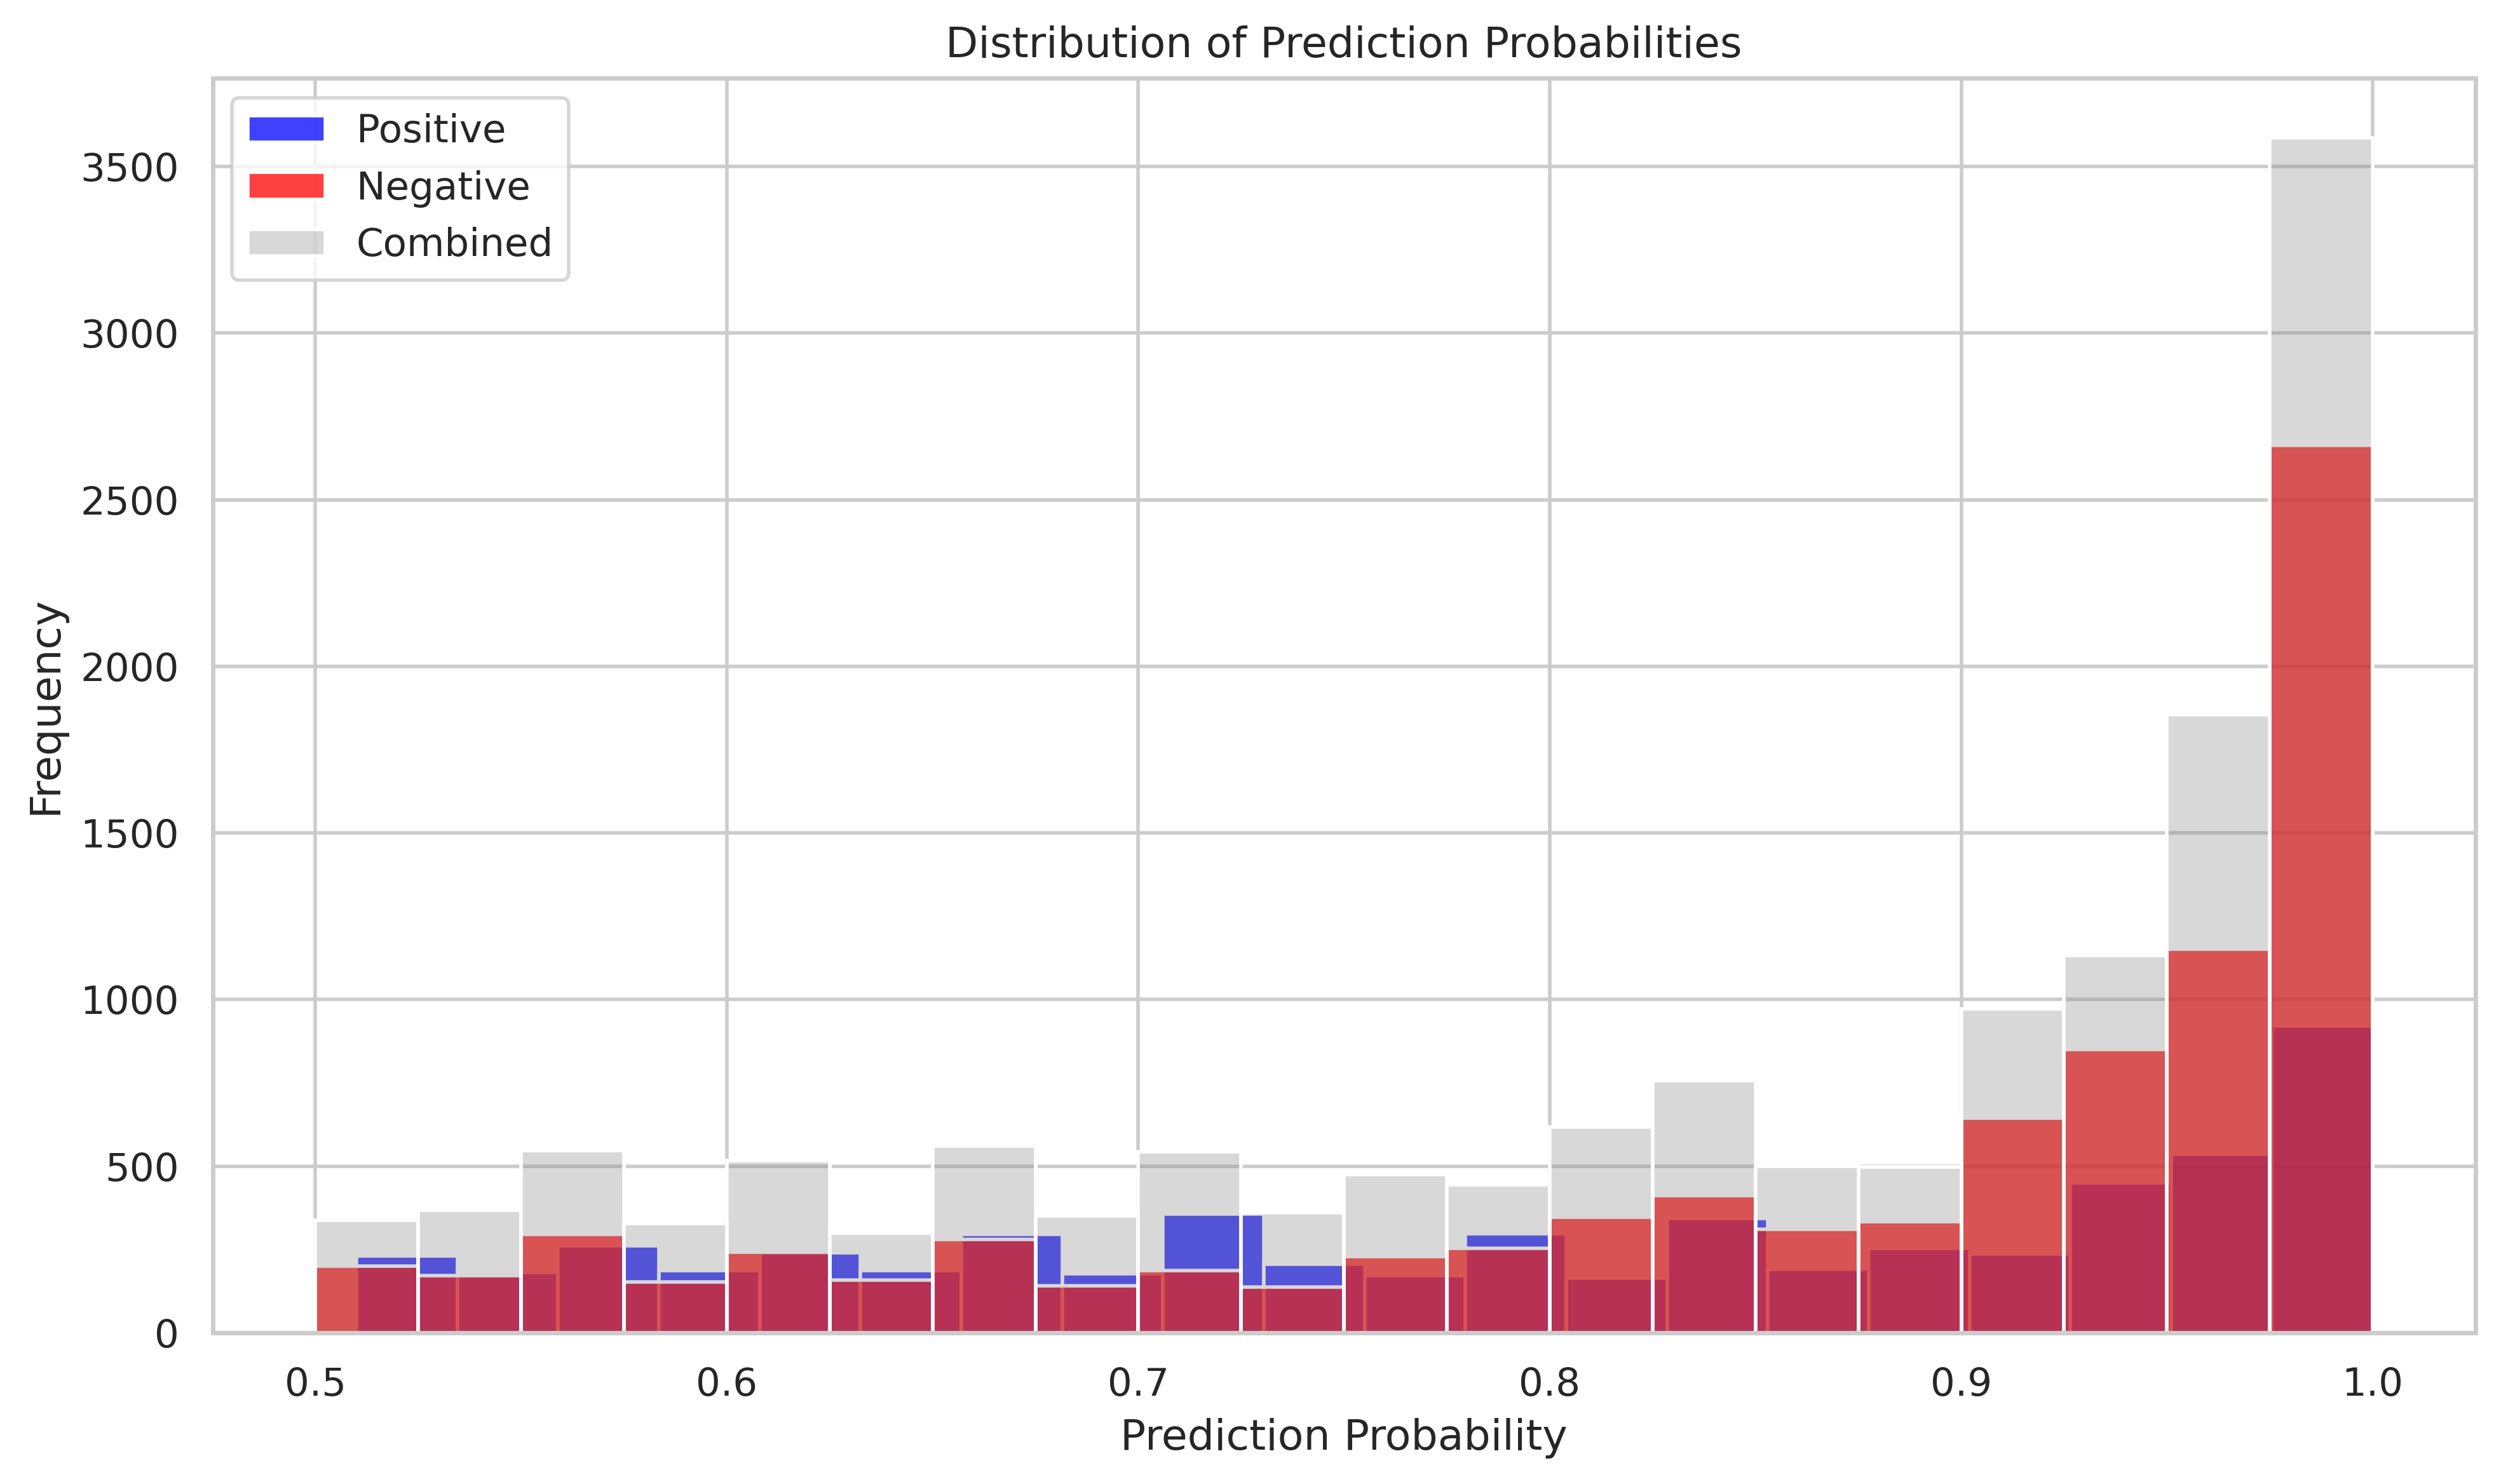 Distribution of Prediction Probabilities
Positive
Negative
Combined
3500
3000
2500
2000
1500
1000
500
0
Frequency
0.5 0.6 0.7 0.8 0.9 1.0
Prediction Probability